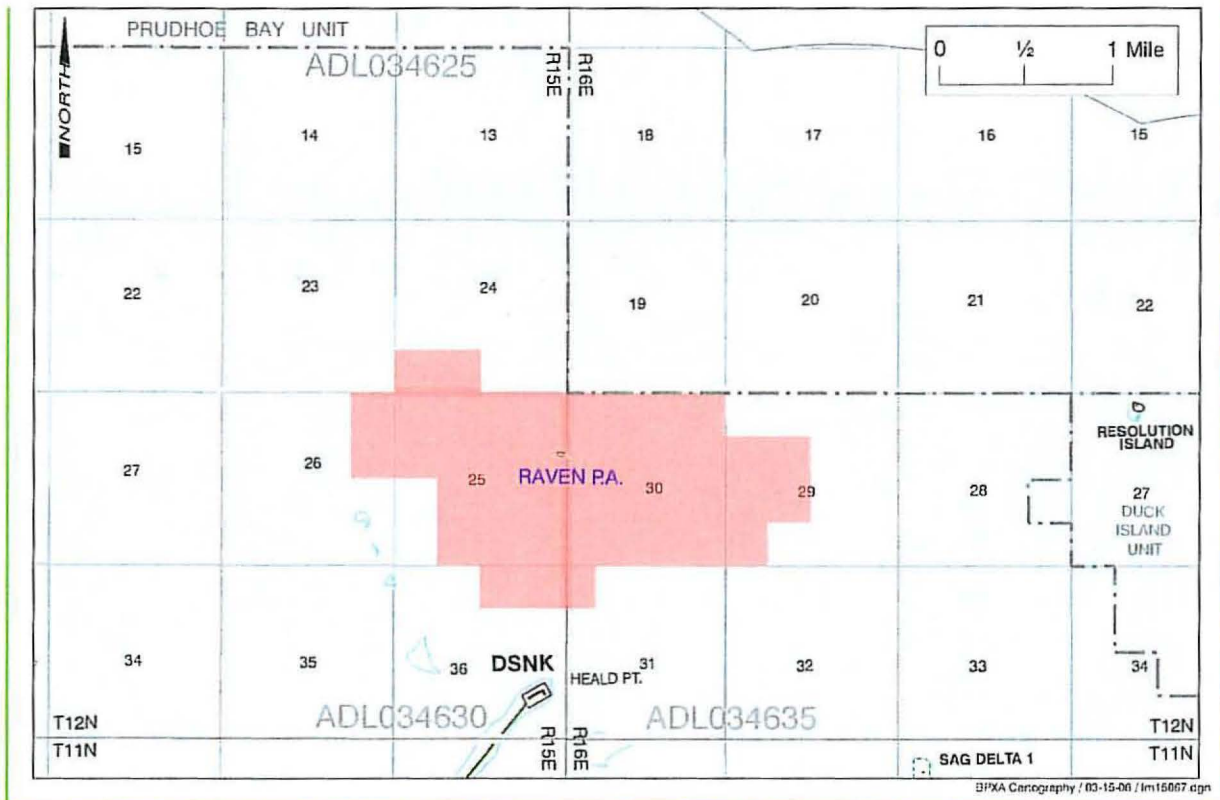 PRUDHOE BAY UNIT
ADL034625
NORTH
R15E
R16E
0 ½ 1 Mile
15 14 13 18 17 16 15
22 23 24 19 20 21 22
RESOLUTION
ISLAND
27 26 25 RAVEN P.A. 30 29 28 27
DUCK
ISLAND
UNIT
34 35 36 DSNK 31 32 33 34
HEALD PT.
ADL034630 ADL034635
T12N R15E R16E T12N
T11N T11N
SAG DELTA 1
BPXA Cartography / 03-15-06 / lm15067.dgn